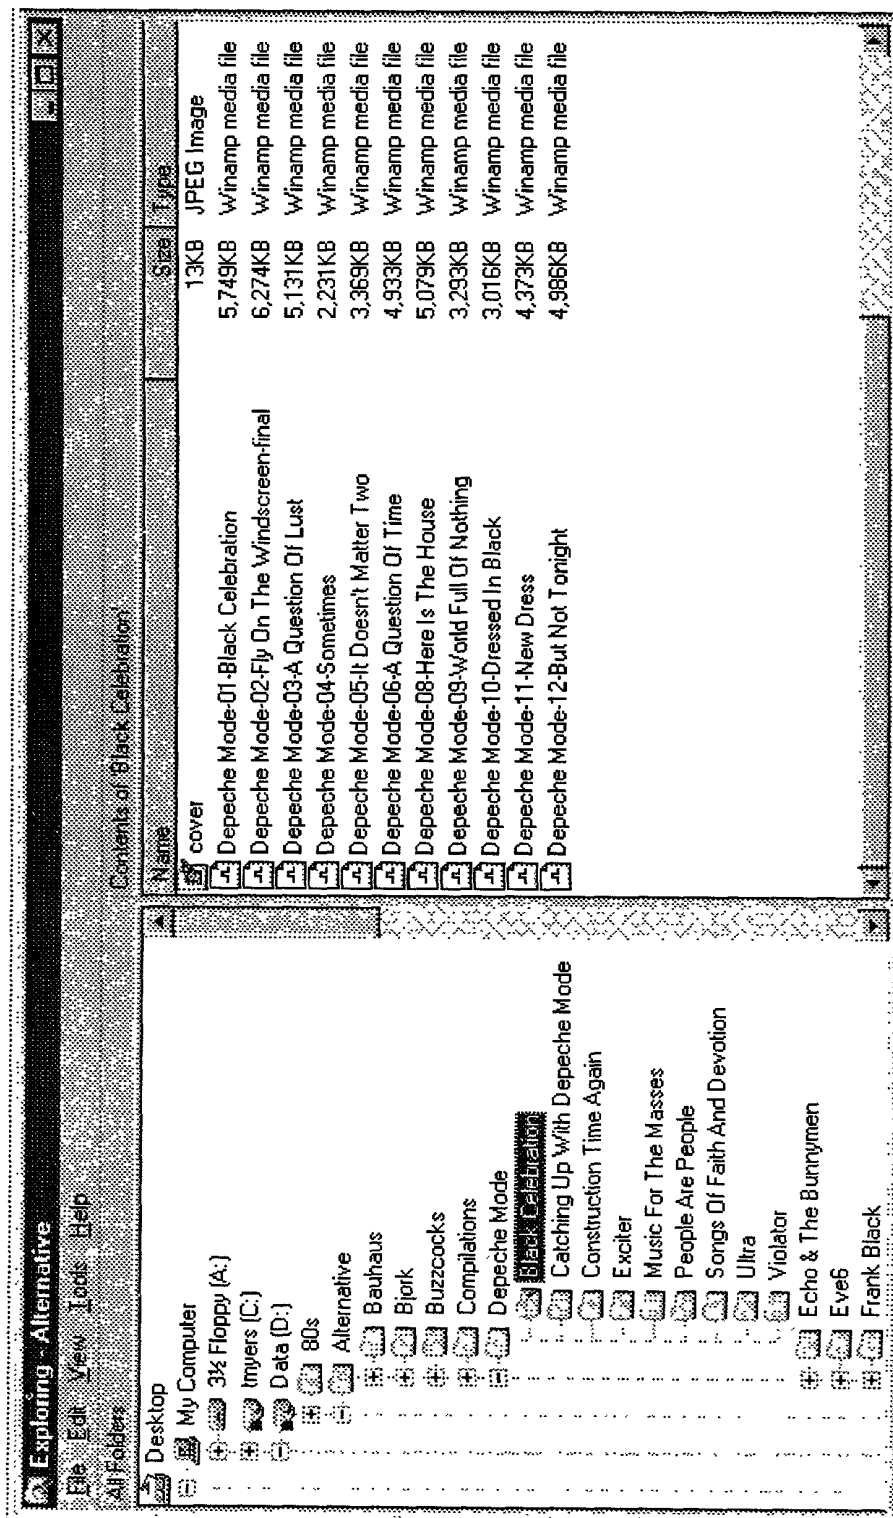 Exploring - Alternative
File Edit View Tools Help
All Folders
Contents of 'Black Celebration'
Desktop
My Computer
3½ Floppy (A:)
lmyers (C:)
Data (D:)
80s
Alternative
Bauhaus
Bjork
Buzzcocks
Compilations
Depeche Mode
Black Celebration
Catching Up With Depeche Mode
Construction Time Again
Exciter
Music For The Masses
People Are People
Songs Of Faith And Devotion
Ultra
Violator
Echo & The Bunnymen
Eve6
Frank Black
Name Size Type
cover 13KB JPEG Image
Depeche Mode-01-Black Celebration 5,749KB Winamp media file
Depeche Mode-02-Fly On The Windscreen-final 6,274KB Winamp media file
Depeche Mode-03-A Question Of Lust 5,131KB Winamp media file
Depeche Mode-04-Sometimes 2,231KB Winamp media file
Depeche Mode-05-It Doesn't Matter Two 3,369KB Winamp media file
Depeche Mode-06-A Question Of Time 4,933KB Winamp media file
Depeche Mode-08-Here Is The House 5,079KB Winamp media file
Depeche Mode-09-World Full Of Nothing 3,293KB Winamp media file
Depeche Mode-10-Dressed In Black 3,016KB Winamp media file
Depeche Mode-11-New Dress 4,373KB Winamp media file
Depeche Mode-12-But Not Tonight 4,986KB Winamp media file